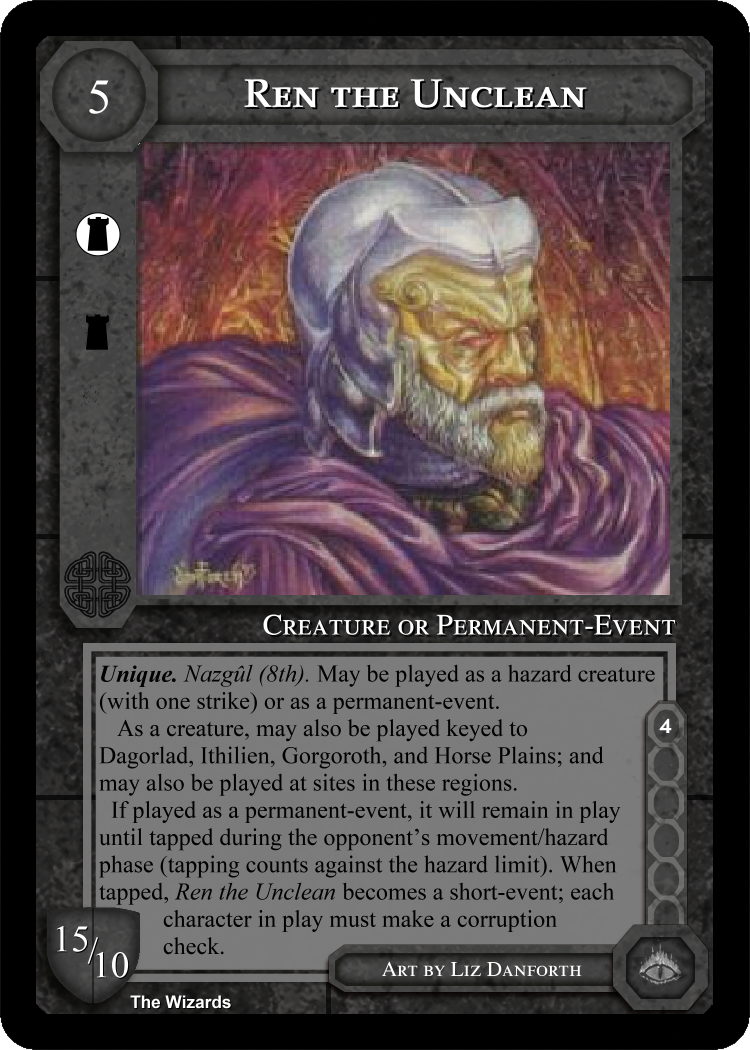 5
REN THE UNCLEAN
CREATURE OR PERMANENT-EVENT
Unique. Nazgûl (8th). May be played as a hazard creature
(with one strike) or as a permanent-event.
As a creature, may also be played keyed to
Dagorlad, Ithilien, Gorgoroth, and Horse Plains; and
may also be played at sites in these regions.
If played as a permanent-event, it will remain in play
until tapped during the opponent’s movement/hazard
phase (tapping counts against the hazard limit). When
tapped, Ren the Unclean becomes a short-event; each
character in play must make a corruption
check.
4
15/10
ART BY LIZ DANFORTH
The Wizards